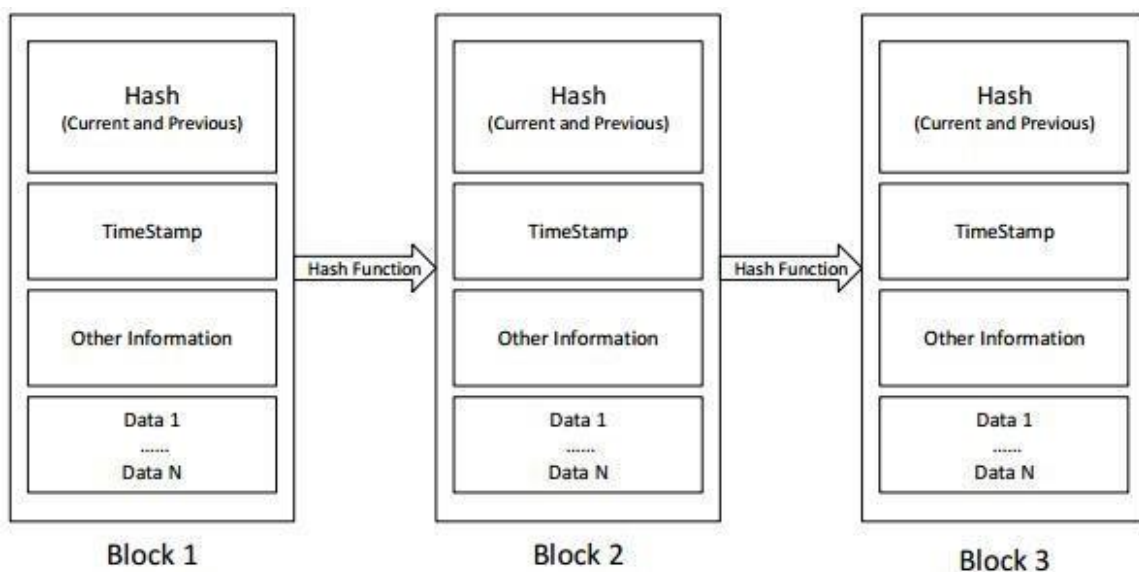 Hash
(Current and Previous)
TimeStamp
Other Information
Data 1
......
Data N
Block 1
Hash Function
Hash
(Current and Previous)
TimeStamp
Other Information
Data 1
......
Data N
Block 2
Hash Function
Hash
(Current and Previous)
TimeStamp
Other Information
Data 1
......
Data N
Block 3